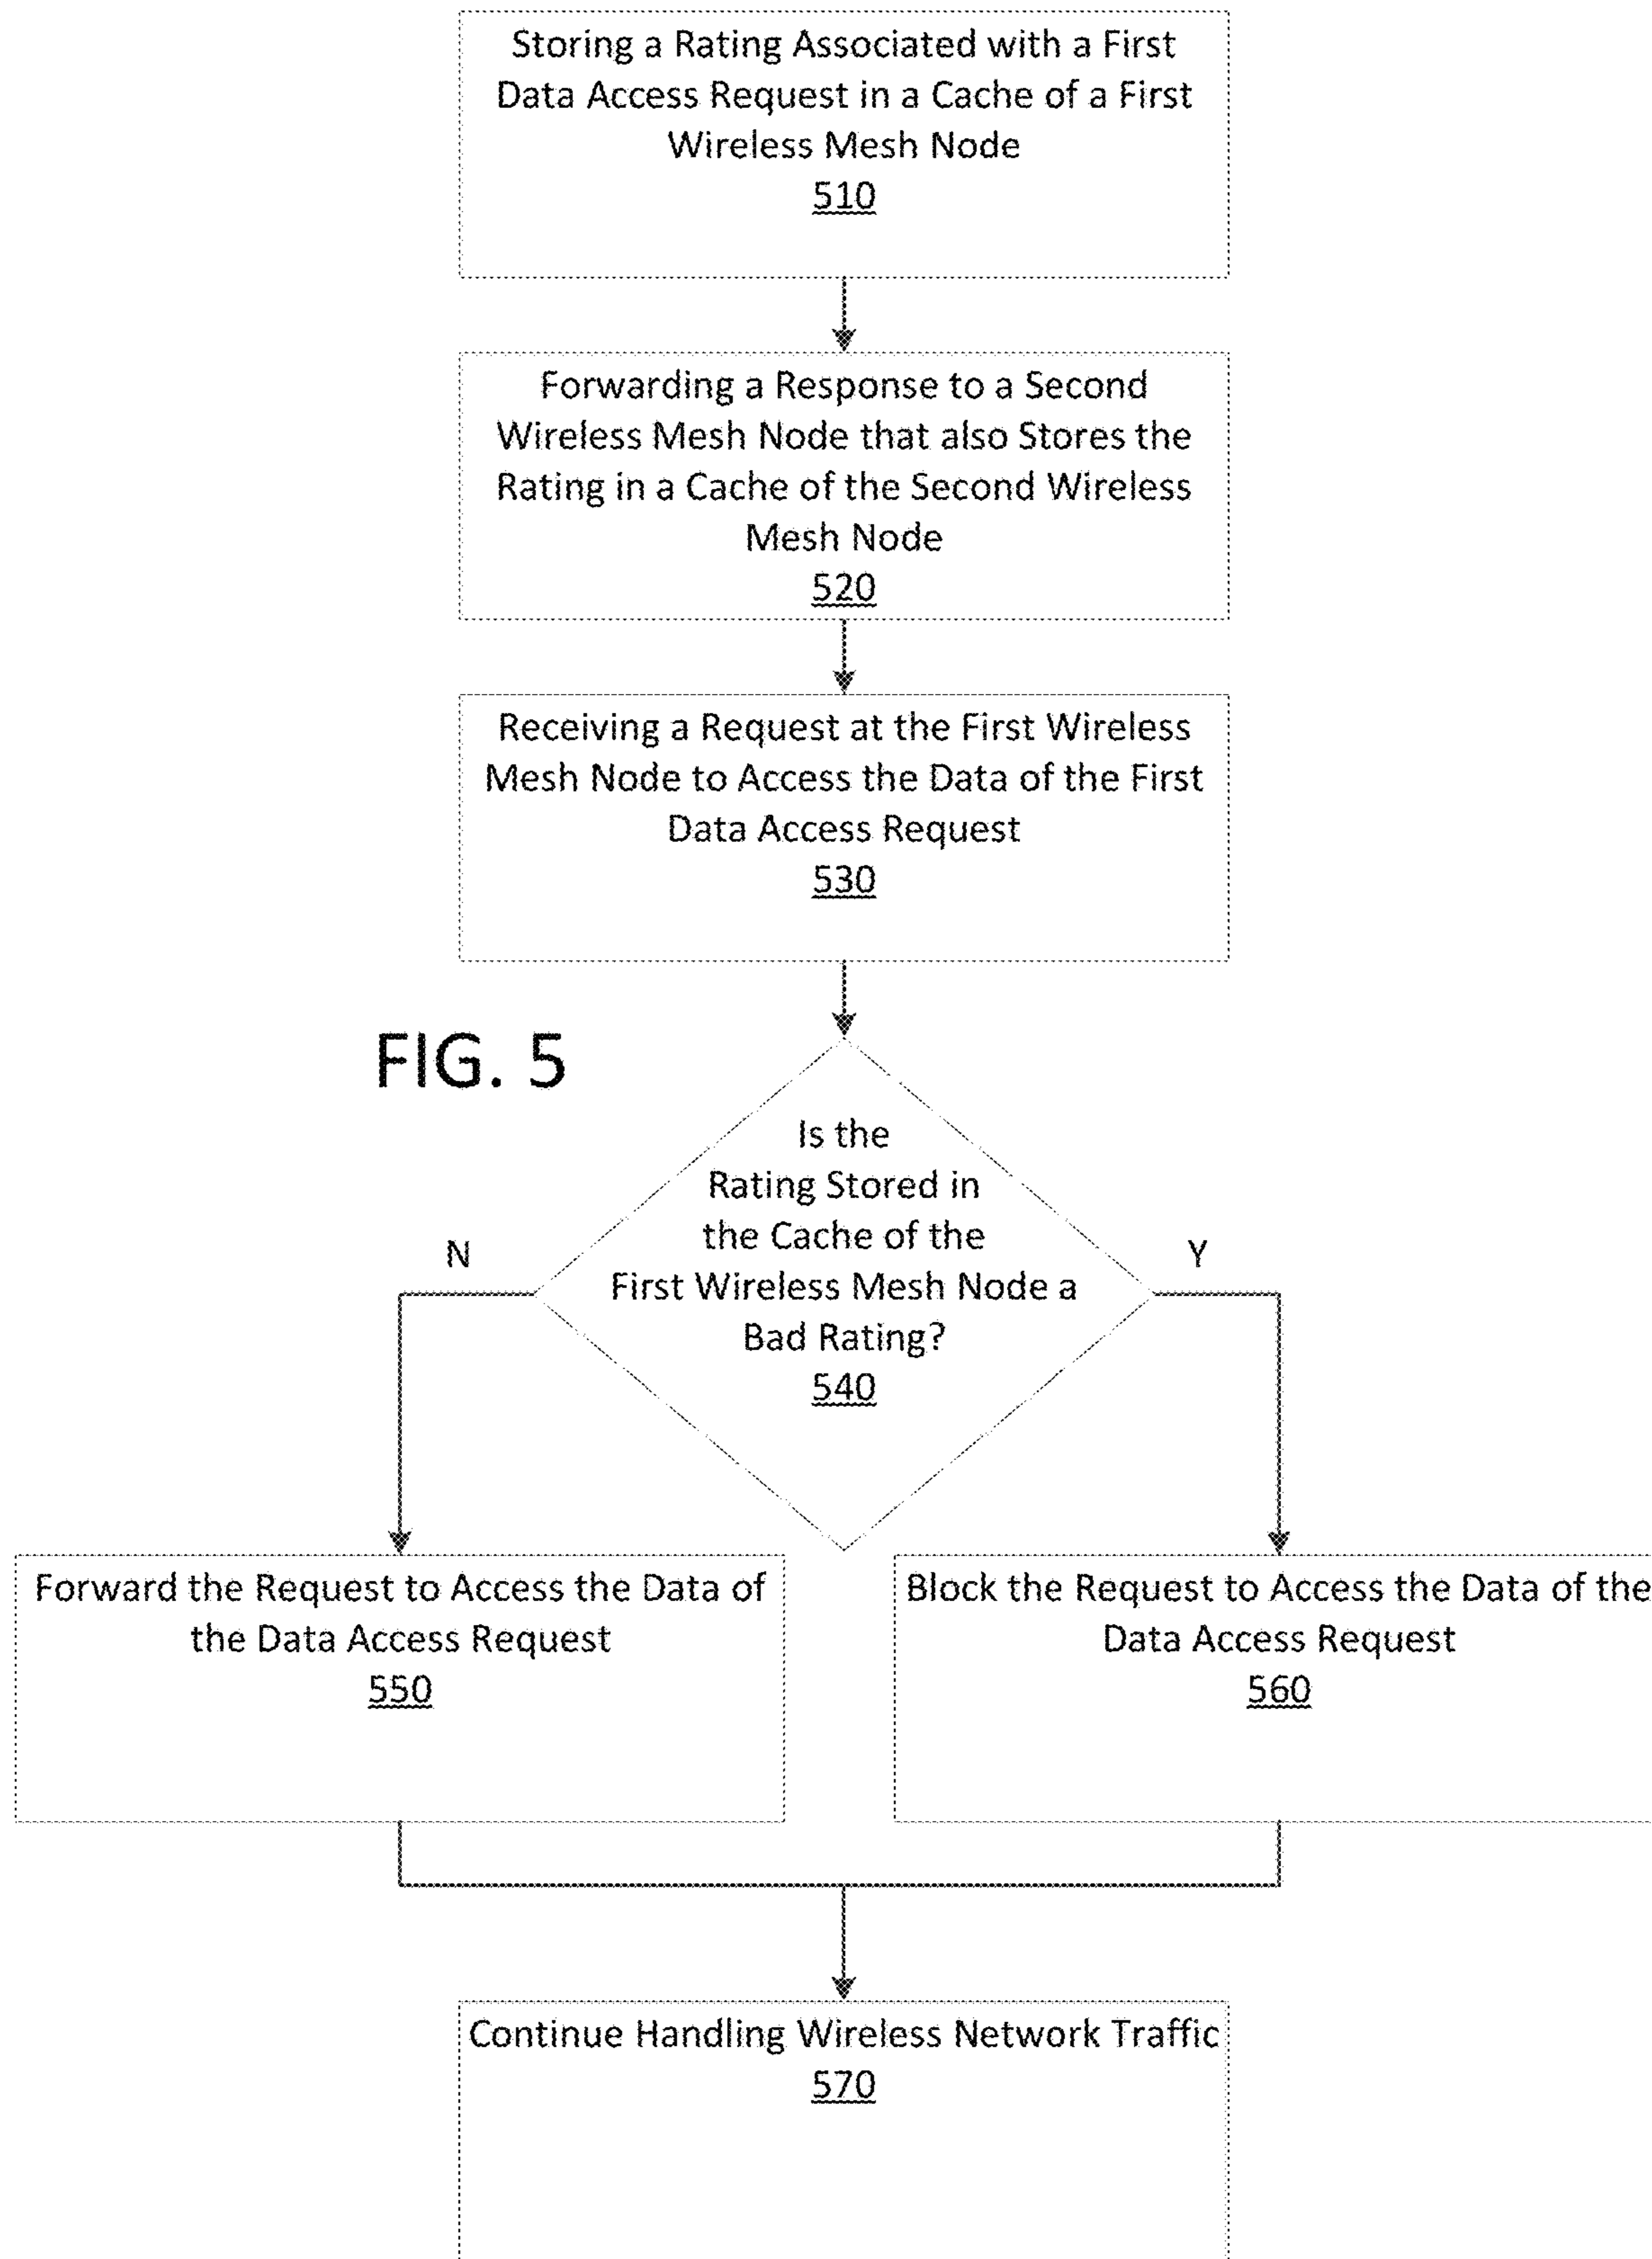 Storing a Rating Associated with a First
Data Access Request in a Cache of a First
Wireless Mesh Node
510
Forwarding a Response to a Second
Wireless Mesh Node that also Stores the
Rating in a Cache of the Second Wireless
Mesh Node
520
Receiving a Request at the First Wireless
Mesh Node to Access the Data of the First
Data Access Request
530
FIG. 5
Is the
Rating Stored in
the Cache of the
First Wireless Mesh Node a
Bad Rating?
540
N
Y
Forward the Request to Access the Data of
the Data Access Request
550
Block the Request to Access the Data of the
Data Access Request
560
Continue Handling Wireless Network Traffic
570